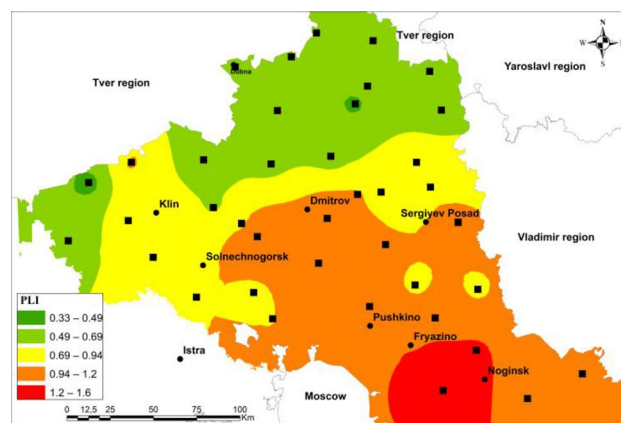 Tver region
N
Tver region
W
E
S
Dubna
Yaroslavl region
Klin
Dmitrov
Sergiyev Posad
Vladimir region
Solnechnogorsk
PLI
0.33 – 0.49
0.49 – 0.69
0.69 – 0.94
0.94 – 1.2
1.2 – 1.6
Pushkino
Fryazino
Istra
Noginsk
Moscow
0 12,5 25 50 75 100
Km